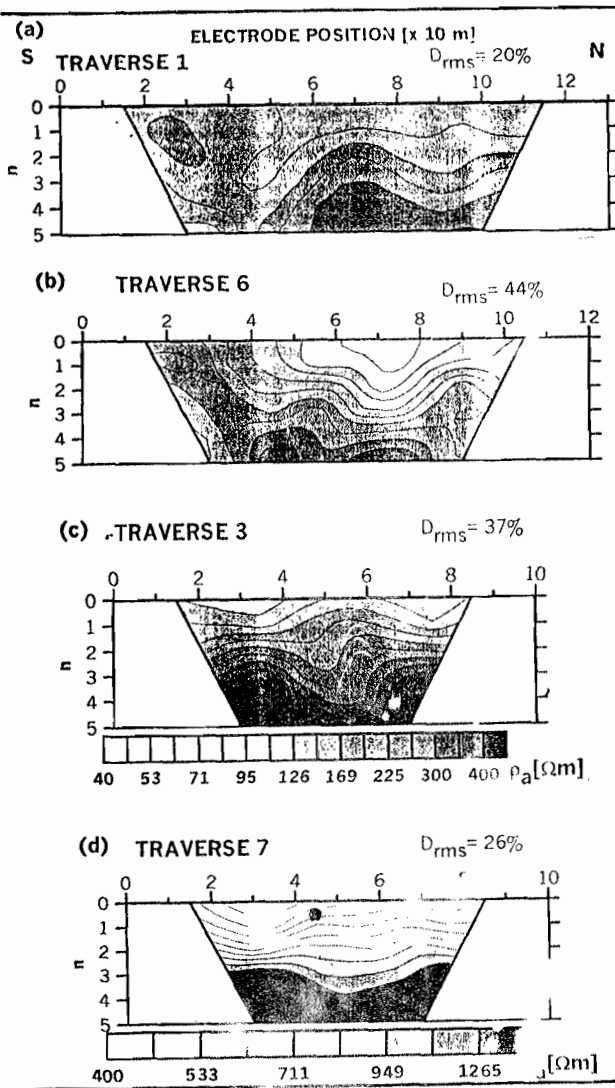 (a)
ELECTRODE POSITION [x 10 m]
S TRAVERSE 1 Drms= 20% N
0 2 4 6 8 10 12
0
1
2
n
3
4
5
(b) TRAVERSE 6 Drms= 44%
0 2 4 6 8 10 12
0
1
2
n
3
4
5
(c) TRAVERSE 3 Drms= 37%
0 2 4 6 8 10
0
1
2
n
3
4
5
40 53 71 95 126 169 225 300 400 ρa[Ωm]
(d) TRAVERSE 7 Drms= 26%
0 2 4 6 8 10
0
1
2
n
3
4
5
400 533 711 949 1265 [Ωm]